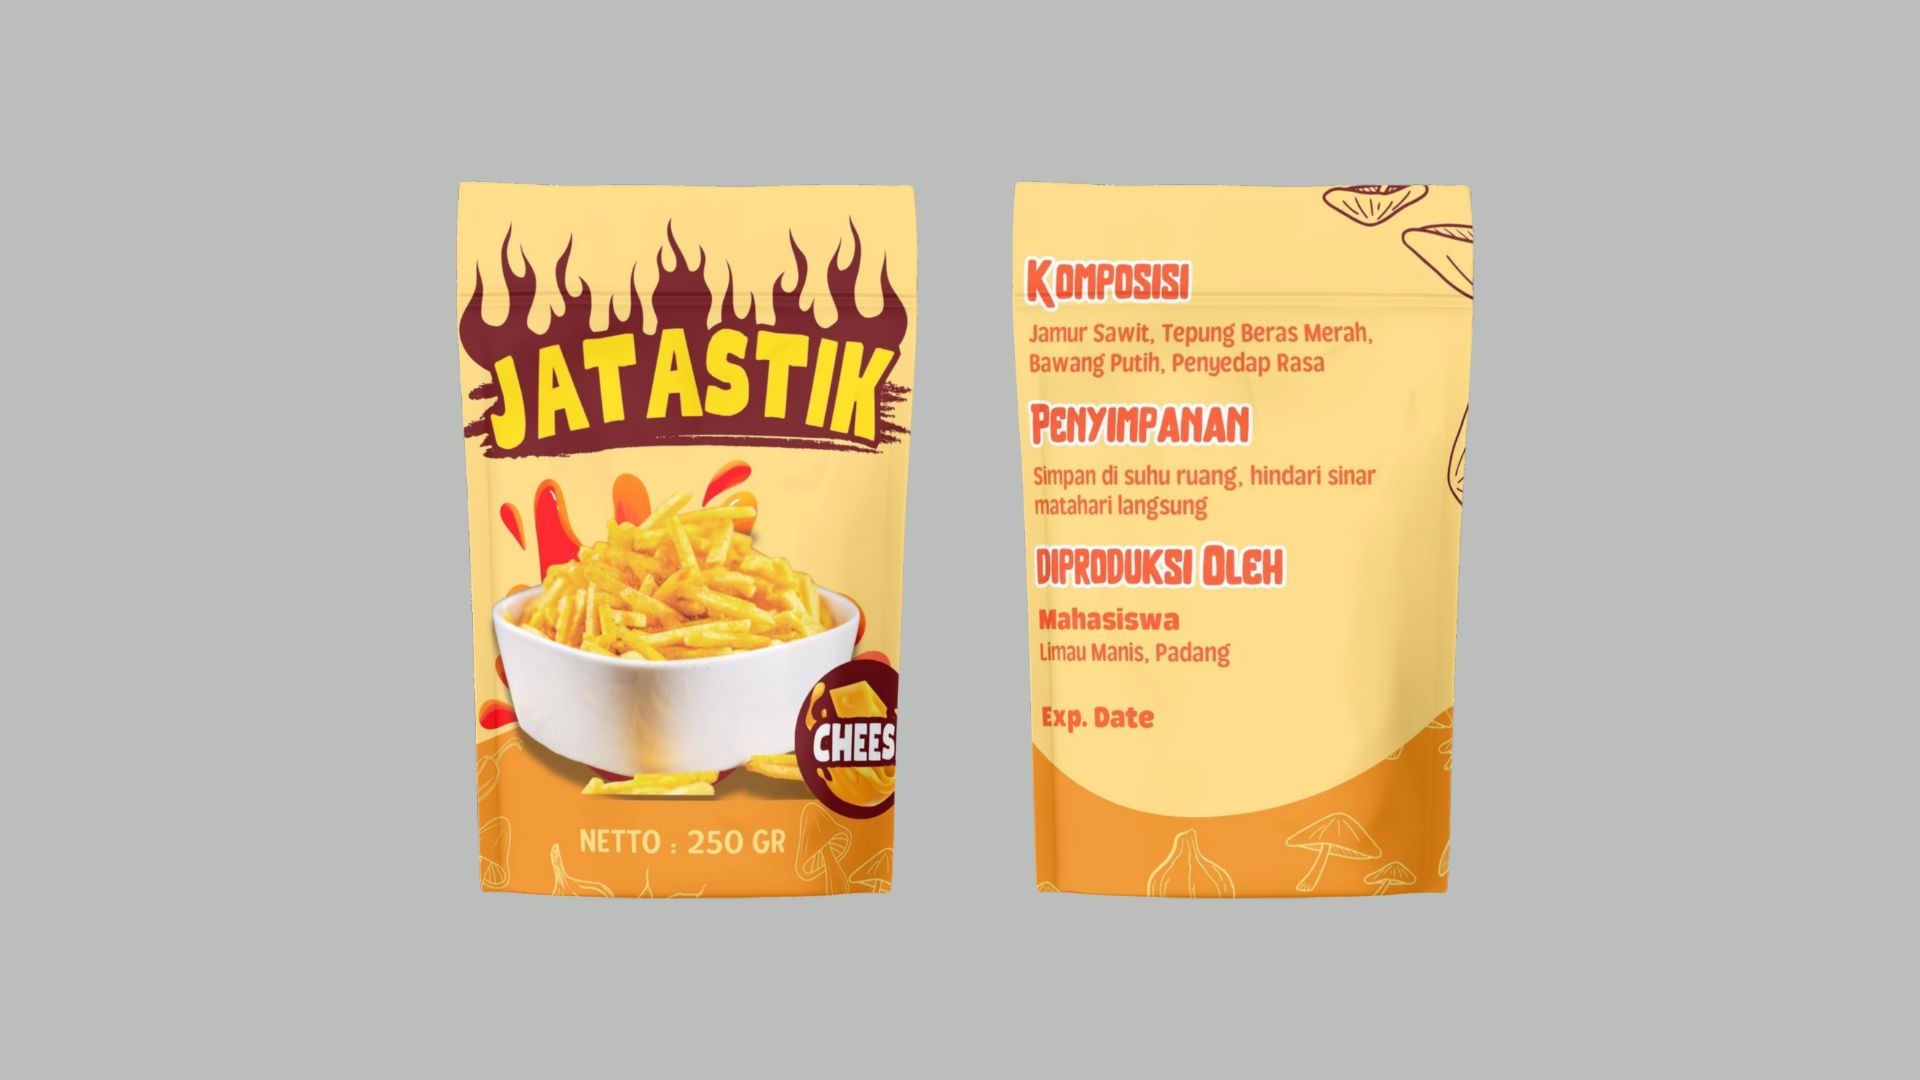 JATASTIK
CHEES
NETTO : 250 GR
KOMPOSISI
Jamur Sawit, Tepung Beras Merah,
Bawang Putih, Penyedap Rasa
PENYIMPANAN
Simpan di suhu ruang, hindari sinar
matahari langsung
DIPRODUKSI OLEH
Mahasiswa
Limau Manis, Padang
Exp. Date